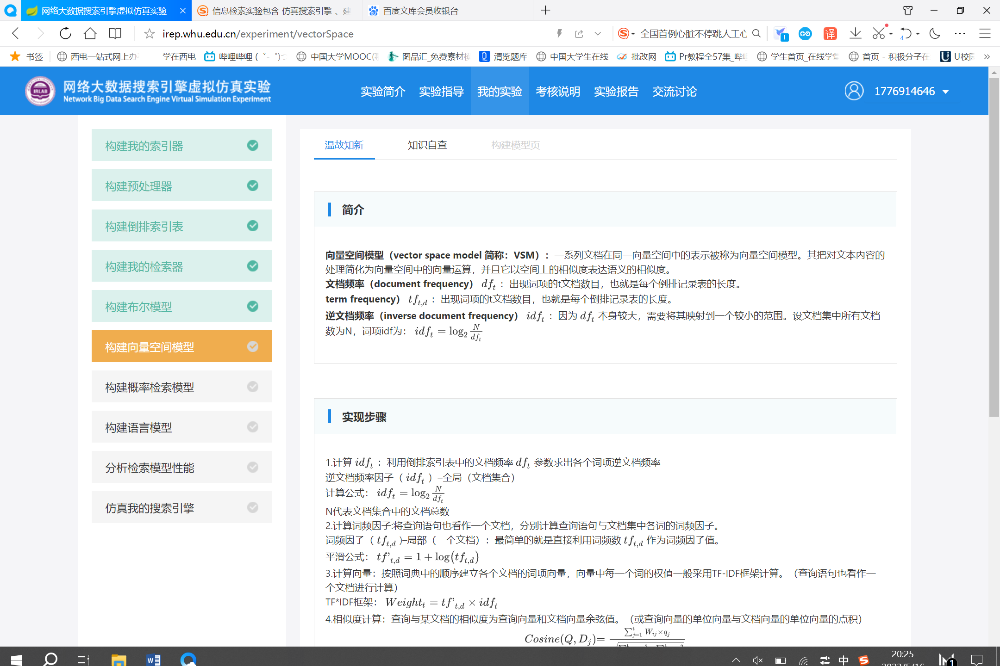 网络大数据搜索引擎虚拟仿真实验
信息检索实验包含 仿真搜索引擎 、建
百度文库会员收银台
irep.whu.edu.cn/experiment/vectorSpace
全国首例心脏不停跳人工心
译
4
书签
西电一站式网上办
学在西电
哔哩哔哩 ( ゜- ゜)つ
中国大学MOOC(慕
图品汇_免费素材模
清览题库
中国大学生在线
批改网
Pr教程全57集_哔哩
学生首页_在线学堂
首页 - 积极分子在
U校园
IRLAB
网络大数据搜索引擎虚拟仿真实验
Network Big Data Search Engine Virtual Simulation Experiment
实验简介
实验指导
我的实验
考核说明
实验报告
交流讨论
1776914646
构建我的索引器
构建预处理器
构建倒排索引表
构建我的检索器
构建布尔模型
构建向量空间模型
构建概率检索模型
构建语言模型
分析检索模型性能
仿真我的搜索引擎
温故知新
知识自查
构建模型页
简介
向量空间模型（vector space model 简称：VSM）：一系列文档在同一向量空间中的表示被称为向量空间模型。其把对文本内容的
处理简化为向量空间中的向量运算，并且它以空间上的相似度表达语义的相似度。
文档频率（document frequency） df_t ：出现词项的t文档数目，也就是每个倒排记录表的长度。
term frequency） tf_{t,d} ：出现词项的t文档数目，也就是每个倒排记录表的长度。
逆文档频率（inverse document frequency） idf_t ：因为 df_t 本身较大，需要将其映射到一个较小的范围。设文档集中所有文档
数为N，词项idf为： idf_t = log_2 \frac{N}{df_t}
实现步骤
1.计算 idf_t ：利用倒排索引表中的文档频率 df_t 参数求出各个词项逆文档频率
逆文档频率因子（ idf_t ）–全局（文档集合）
计算公式： idf_t = log_2 \frac{N}{df_t}
N代表文档集合中的文档总数
2.计算词频因子:将查询语句也看作一个文档，分别计算查询语句与文档集中各词的词频因子。
词频因子（ tf_{t,d} )–局部（一个文档）：最简单的就是直接利用词频数 tf_{t,d} 作为词频因子值。
平滑公式： tf'_{t,d} = 1 + log(tf_{t,d})
3.计算向量：按照词典中的顺序建立各个文档的词项向量，向量中每一个词的权值一般采用TF-IDF框架计算。（查询语句也看作一
个文档进行计算）
TF*IDF框架： Weight_t = tf'_{t,d} × idf_t
4.相似度计算：查询与某文档的相似度为查询向量和文档向量余弦值。（或查询向量的单位向量与文档向量的单位向量的点积）
Cosine(Q, D_j)= ∑_{j=1}^t W_{ij}×q_j
中
20:25
1